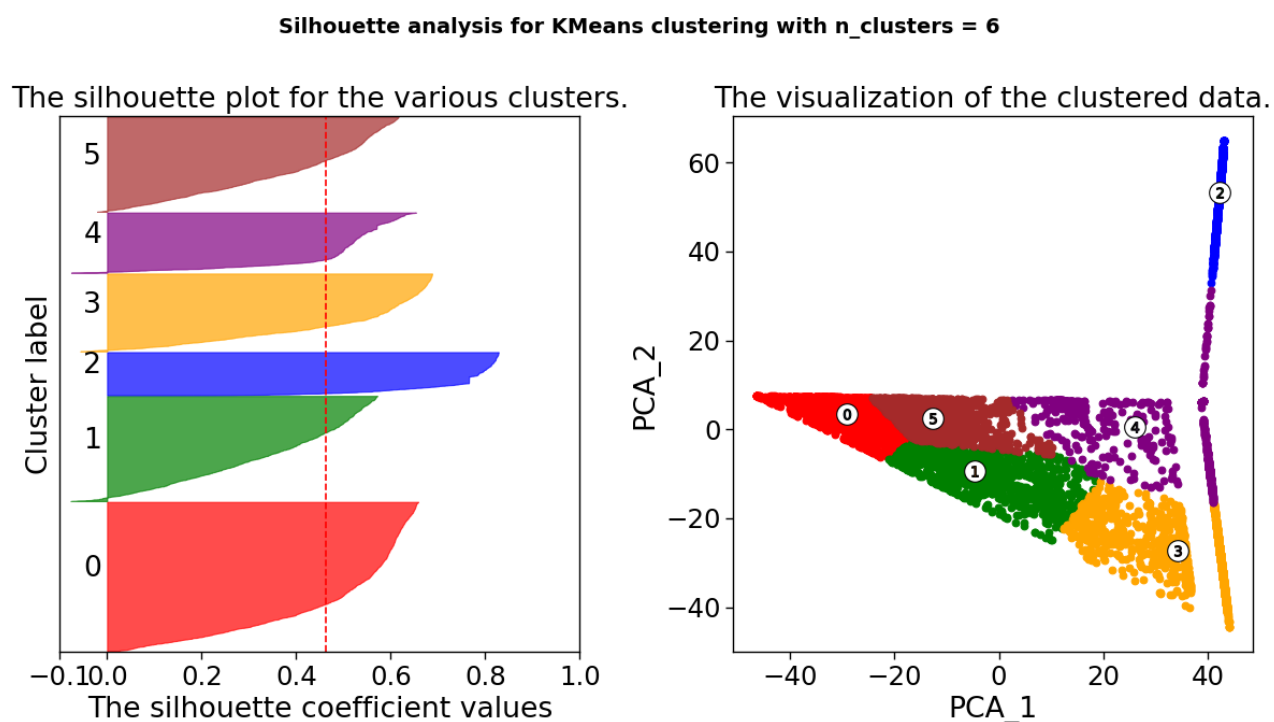 Silhouette analysis for KMeans clustering with n_clusters = 6
The silhouette plot for the various clusters.
Cluster label
5
4
3
2
1
0
−0.1 0.0 0.2 0.4 0.6 0.8 1.0
The silhouette coefficient values
The visualization of the clustered data.
PCA_2
60
40
20
0
−20
−40
2
0
5
4
1
3
−40 −20 0 20 40
PCA_1